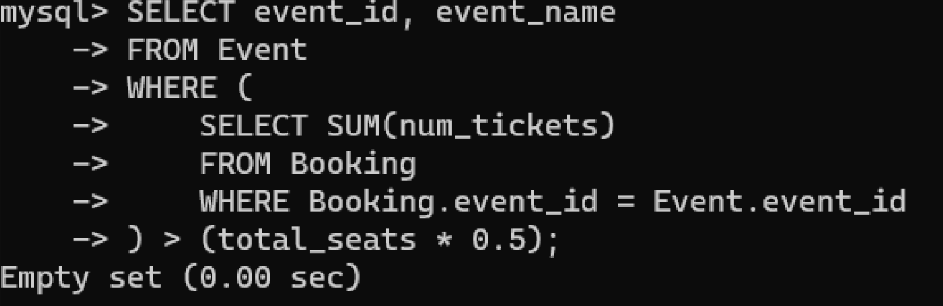 mysql> SELECT event_id, event_name
    -> FROM Event
    -> WHERE (
    ->     SELECT SUM(num_tickets)
    ->     FROM Booking
    ->     WHERE Booking.event_id = Event.event_id
    -> ) > (total_seats * 0.5);
Empty set (0.00 sec)